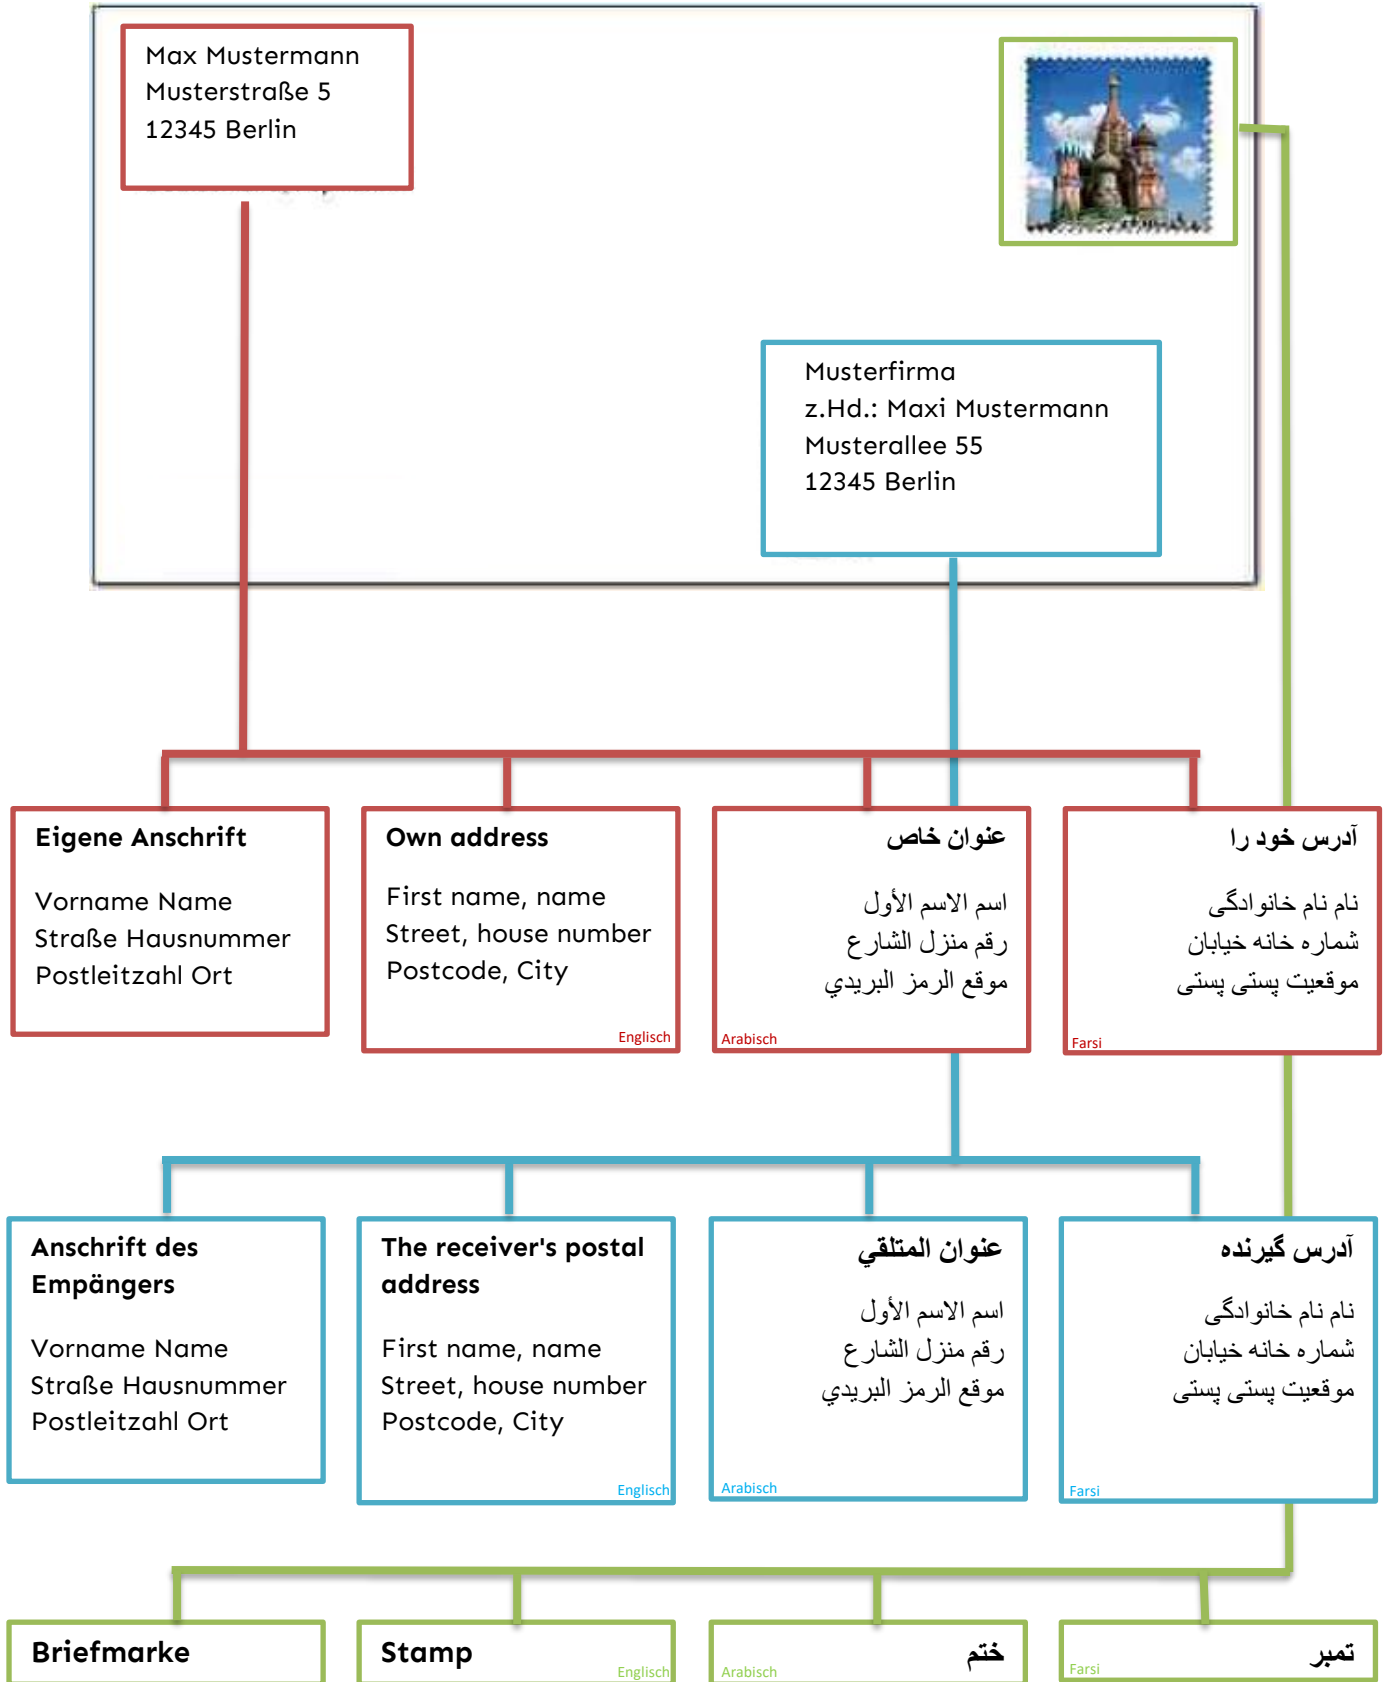 Max Mustermann
Musterstraße 5
12345 Berlin
Musterfirma
z.Hd.: Maxi Mustermann
Musterallee 55
12345 Berlin
Eigene Anschrift
Vorname Name
Straße Hausnummer
Postleitzahl Ort
Own address
First name, name
Street, house number
Postcode, City
Englisch
عنوان خاص
اسم الاسم الأول
رقم منزل الشارع
موقع الرمز البريدي
Arabisch
آدرس خود را
نام نام خانوادگی
شماره خانه خیابان
موقعیت پستی پستی
Farsi
Anschrift des
Empängers
Vorname Name
Straße Hausnummer
Postleitzahl Ort
The receiver's postal
address
First name, name
Street, house number
Postcode, City
Englisch
عنوان المتلقي
اسم الاسم الأول
رقم منزل الشارع
موقع الرمز البريدي
Arabisch
آدرس گیرنده
نام نام خانوادگی
شماره خانه خیابان
موقعیت پستی پستی
Farsi
Briefmarke
Stamp
Englisch
ختم
Arabisch
تمبر
Farsi